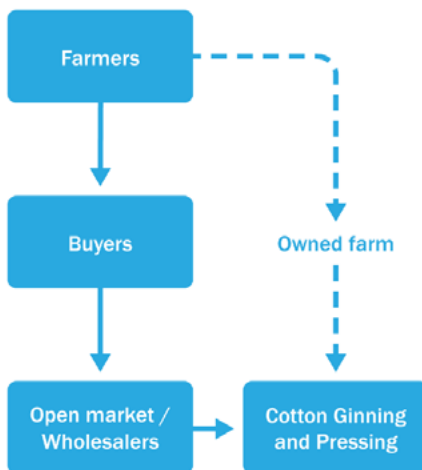 Farmers
Buyers
Owned farm
Open market /
Wholesalers
Cotton Ginning
and Pressing